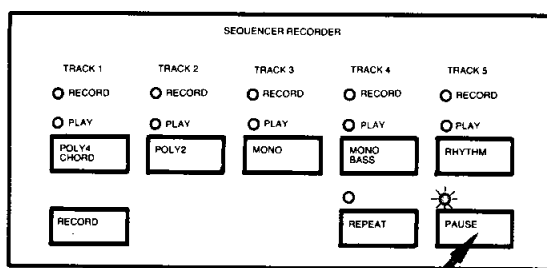 SEQUENCER RECORDER
TRACK 1 TRACK 2 TRACK 3 TRACK 4 TRACK 5
RECORD RECORD RECORD RECORD RECORD
PLAY PLAY PLAY PLAY PLAY
POLY4 CHORD POLY2 MONO MONO BASS RHYTHM
RECORD REPEAT PAUSE